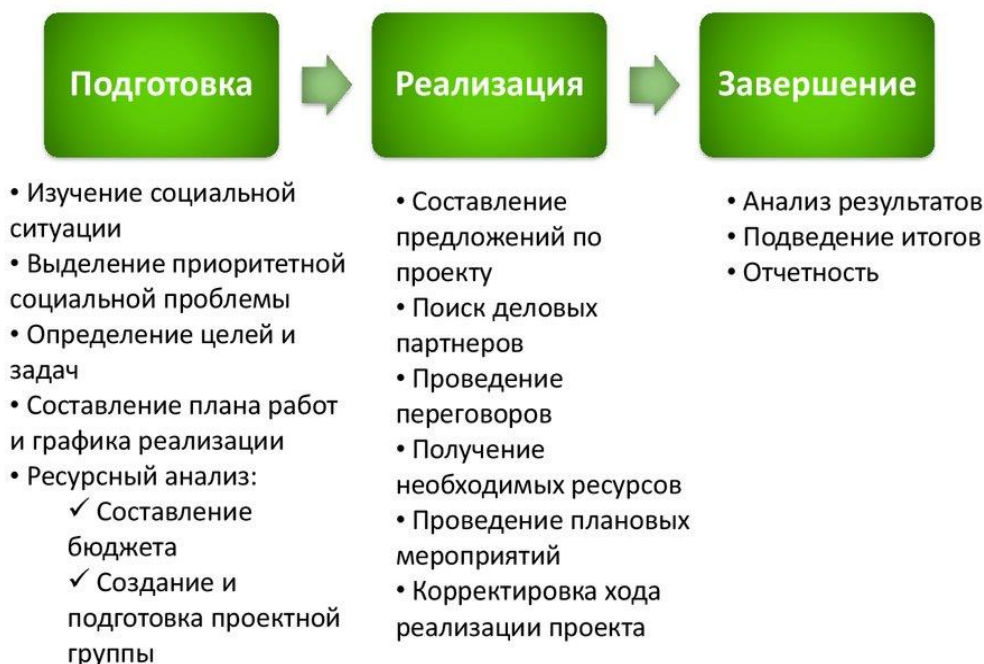 Подготовка
Реализация
Завершение
• Изучение социальной
ситуации
• Выделение приоритетной
социальной проблемы
• Определение целей и
задач
• Составление плана работ
и графика реализации
• Ресурсный анализ:
✓ Составление
бюджета
✓ Создание и
подготовка проектной
группы
• Составление
предложений по
проекту
• Поиск деловых
партнеров
• Проведение
переговоров
• Получение
необходимых ресурсов
• Проведение плановых
мероприятий
• Корректировка хода
реализации проекта
• Анализ результатов
• Подведение итогов
• Отчетность